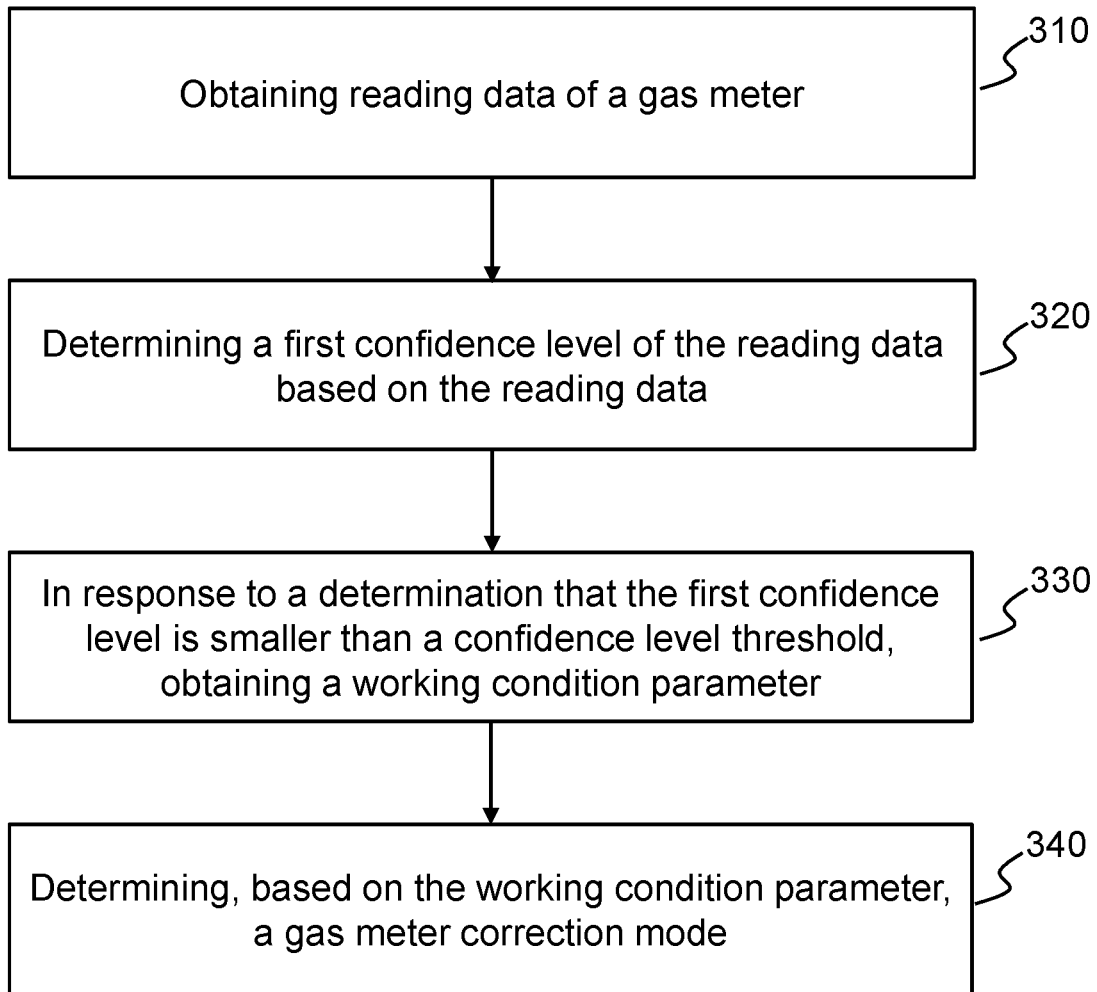 310
Obtaining reading data of a gas meter
320
Determining a first confidence level of the reading data
based on the reading data
330
In response to a determination that the first confidence
level is smaller than a confidence level threshold,
obtaining a working condition parameter
340
Determining, based on the working condition parameter,
a gas meter correction mode